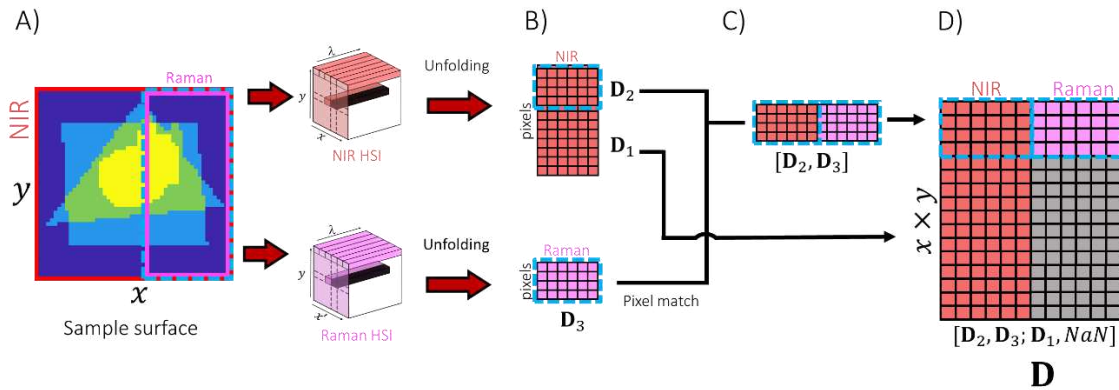 A)
B)
C)
D)
NIR
Raman
y
x
Sample surface
λ
y
x
NIR HSI
Unfolding
λ
y
x'
Raman HSI
Unfolding
NIR
pixels
D₂
D₁
Raman
pixels
D₃
Pixel match
[D₂, D₃]
NIR
Raman
x × y
[D₂, D₃; D₁, NaN]
D